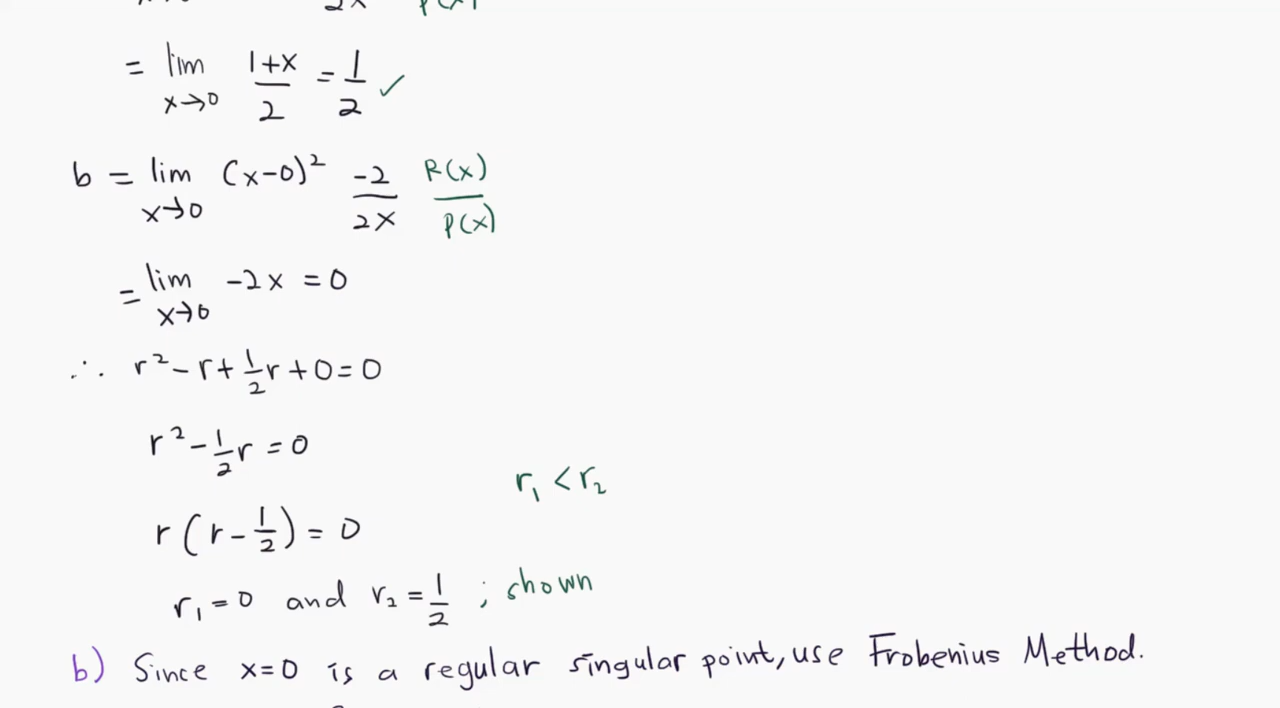 = lim x→0 (1+x)/2 = 1/2 ✓
b = lim x→0 (x-0)² -2/2x R(x)/P(x)
= lim x→0 -2x = 0
∴ r² - r + 1/2 r + 0 = 0
r² - 1/2 r = 0
r₁ < r₂
r(r - 1/2) = 0
r₁ = 0 and r₂ = 1/2 ; shown
b) Since x=0 is a regular singular point, use Frobenius Method.